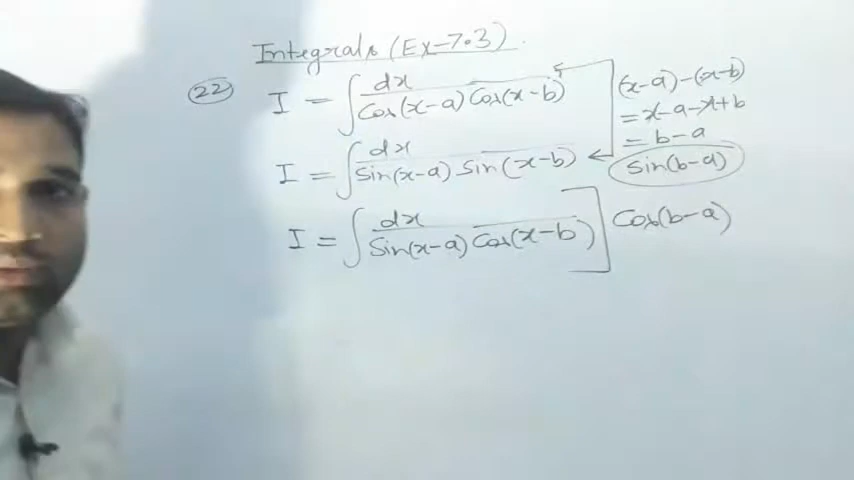 Integrals (Ex-7.3).
22 I = ∫ dx / Cos(x-a) Cos(x-b)
I = ∫ dx / Sin(x-a) Sin(x-b)
I = ∫ dx / Sin(x-a) Cos(x-b)
(x-a)-(x-b)
= x-a-x+b
= b-a
Sin(b-a)
Cos(b-a)